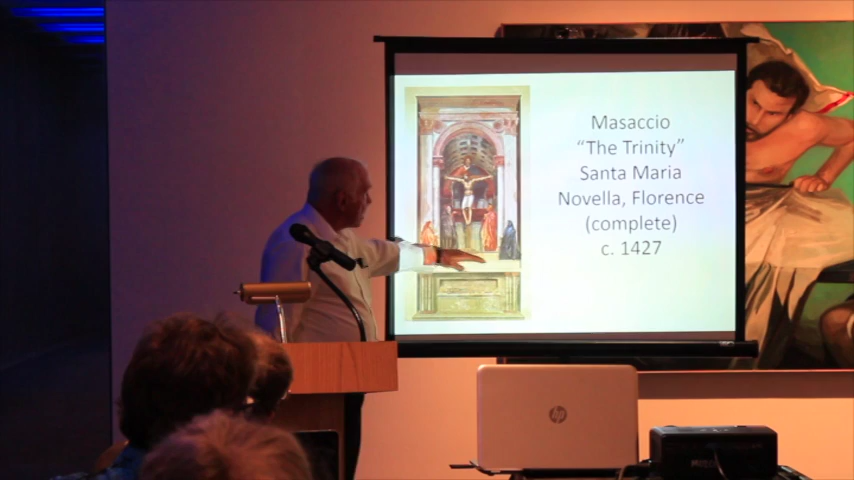 Masaccio
“The Trinity”
Santa Maria
Novella, Florence
(complete)
c. 1427
hp